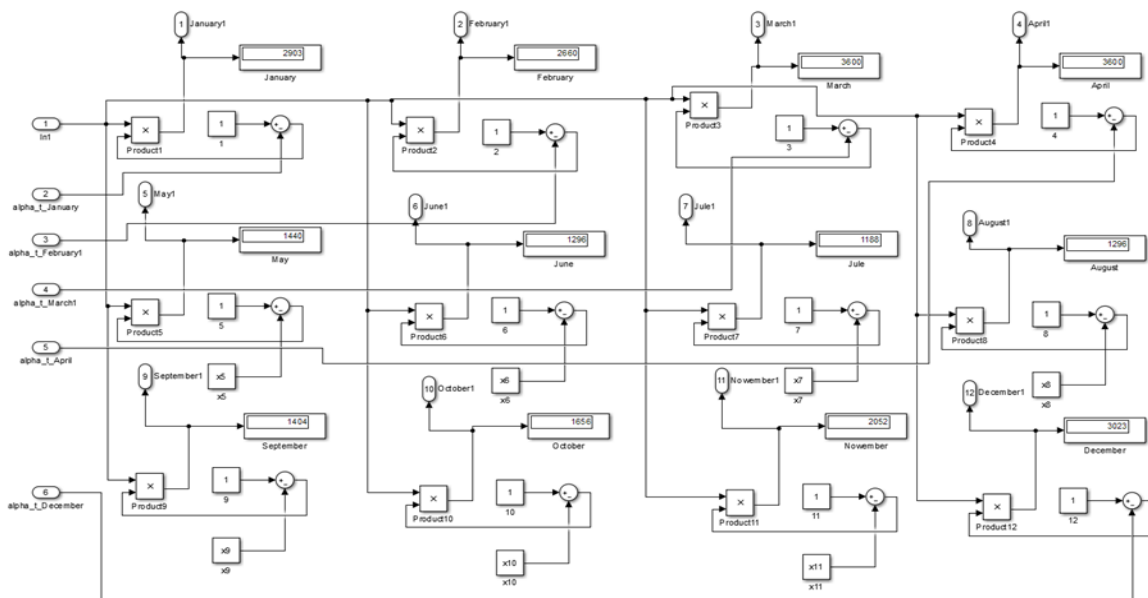 1 January1
2903
January
2 February1
2660
February
3 March1
3600
March
4 April1
3600
April
1
In1
×
Product1
1
1
×
Product2
1
2
×
Product3
1
3
×
Product4
1
4
2
alpha_t_January
3
alpha_t_February1
4
alpha_t_March1
5
alpha_t_April
6
alpha_t_December
5 May1
1440
May
6 June1
1296
June
7 Jule1
1188
Jule
8 August1
1296
August
×
Product5
1
5
x5
x5
×
Product6
1
6
x6
x6
×
Product7
1
7
x7
x7
×
Product8
1
8
x8
x8
9 September1
1404
September
10 October1
1656
October
11 Nowember1
2052
Nowember
12 December1
3023
December
×
Product9
1
9
x9
x9
×
Product10
1
10
x10
x10
×
Product11
1
11
x11
x11
×
Product12
1
12